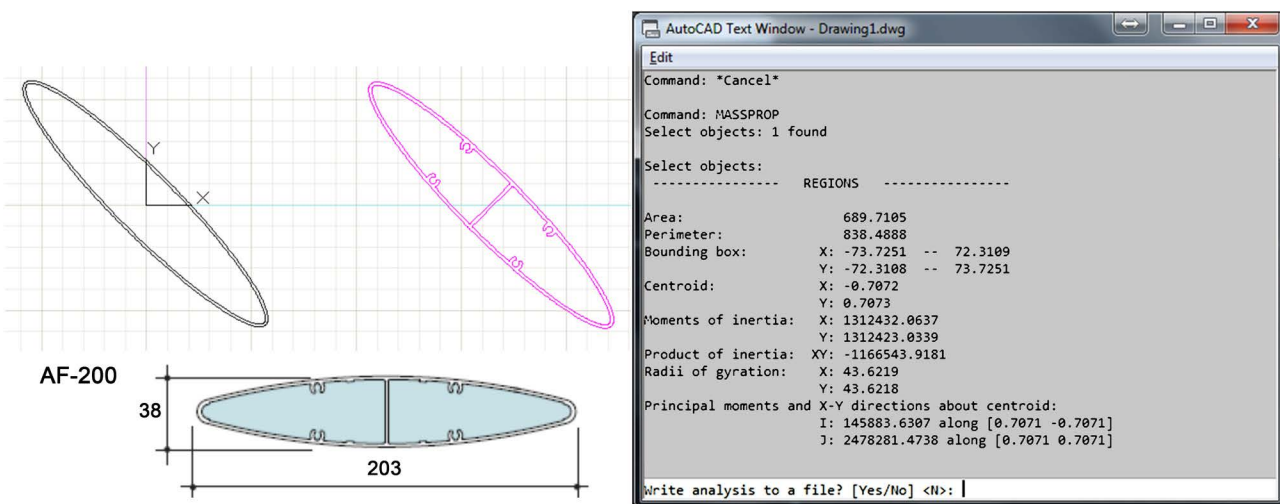 Y
X
AF-200
38
203
AutoCAD Text Window - Drawing1.dwg
Edit
Command: *Cancel*
Command: MASSPROP
Select objects: 1 found
Select objects:
---------------- REGIONS ----------------
Area: 689.7105
Perimeter: 838.4888
Bounding box: X: -73.7251 -- 72.3109
Y: -72.3108 -- 73.7251
Centroid: X: -0.7072
Y: 0.7073
Moments of inertia: X: 1312432.0637
Y: 1312423.0339
Product of inertia: XY: -1166543.9181
Radii of gyration: X: 43.6219
Y: 43.6218
Principal moments and X-Y directions about centroid:
I: 145883.6307 along [0.7071 -0.7071]
J: 2478281.4738 along [0.7071 0.7071]
Write analysis to a file? [Yes/No] <N>: